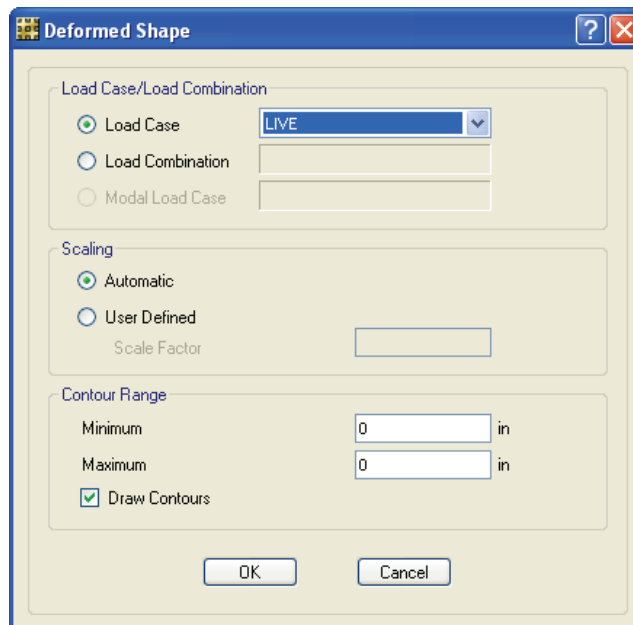 Deformed Shape
Load Case/Load Combination
Load Case LIVE
Load Combination
Modal Load Case
Scaling
Automatic
User Defined
Scale Factor
Contour Range
Minimum 0 in
Maximum 0 in
Draw Contours
OK Cancel